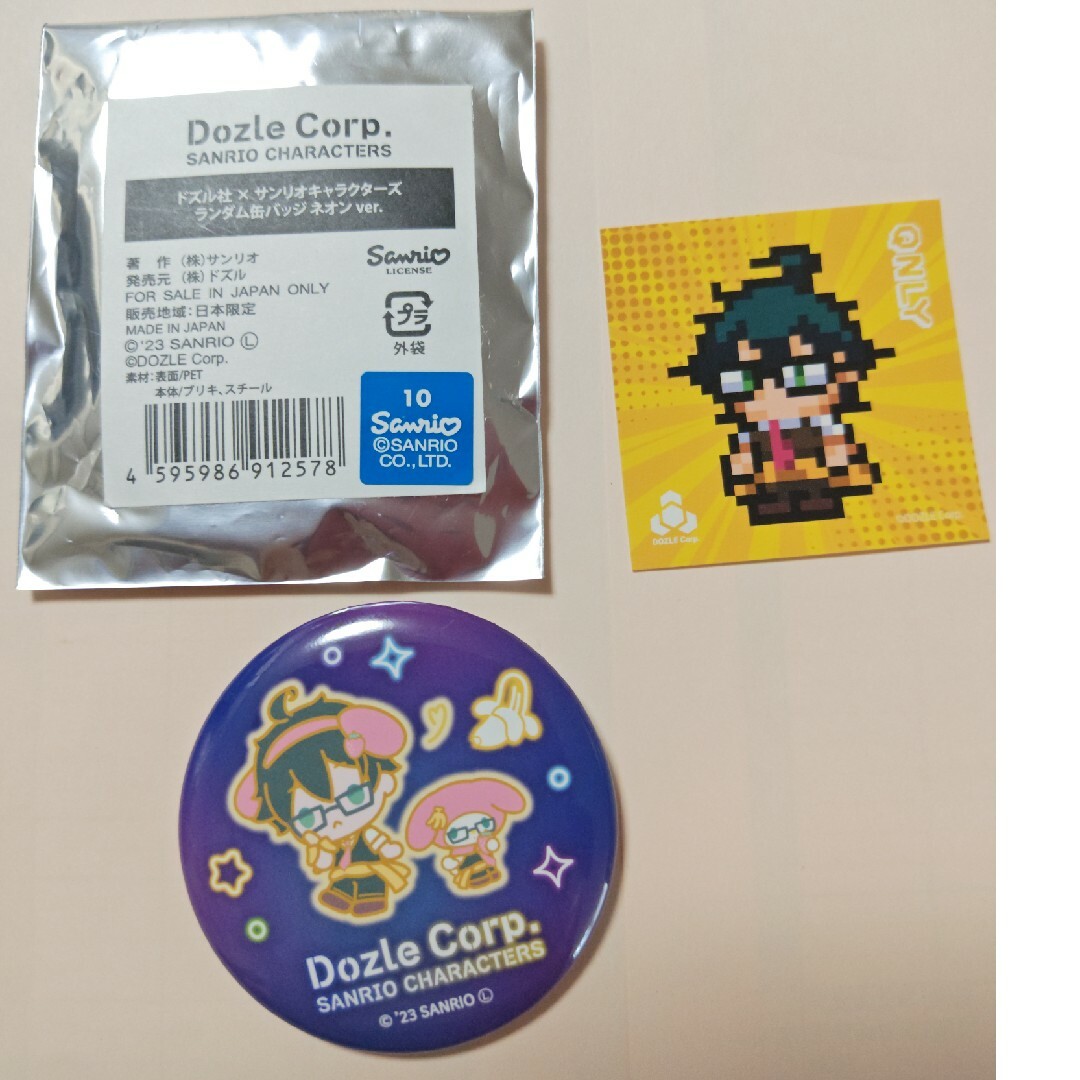 Dozle Corp.
SANRIO CHARACTERS
ドズル社 × サンリオキャラクターズ
ランダム缶バッジ ネオン ver.
著 作 (株)サンリオ
発売元 (株)ドズル
FOR SALE IN JAPAN ONLY
販売地域:日本限定
MADE IN JAPAN
©'23 SANRIO Ⓛ
©DOZLE Corp.
素材:表面/PET
本体/ブリキ、スチール
4 595986 912578
Sanrio
LICENSE
プラ
外袋
10
Sanrio
©SANRIO
CO.,LTD.
QNLY
DOZLE Corp.
Dozle Corp.
SANRIO CHARACTERS
©'23 SANRIO Ⓛ